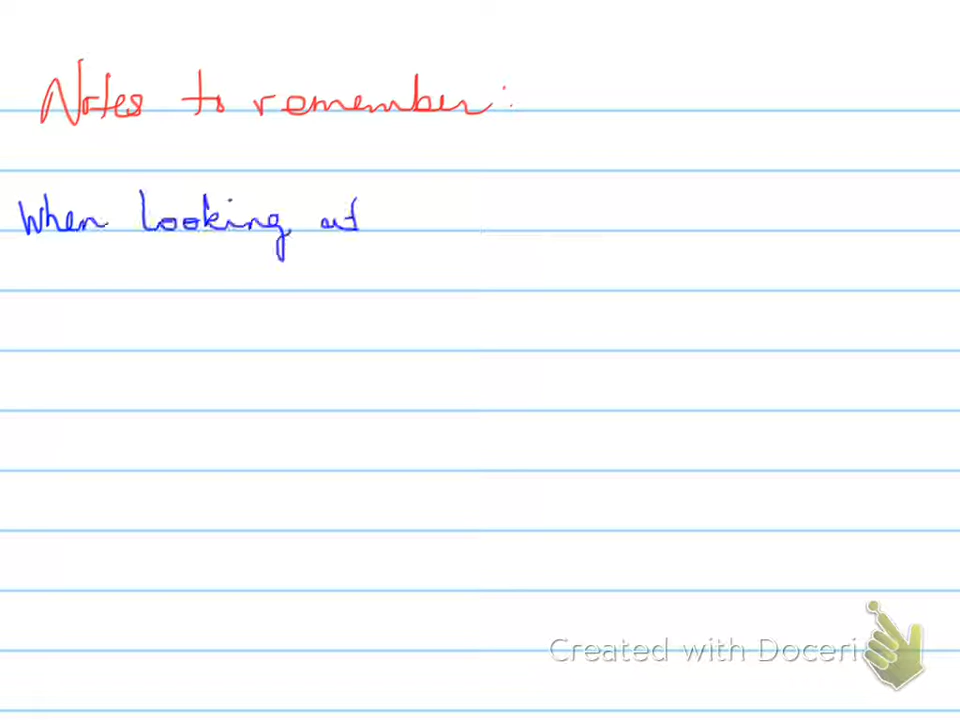 Notes to remember:
When looking at
Created with Doceri